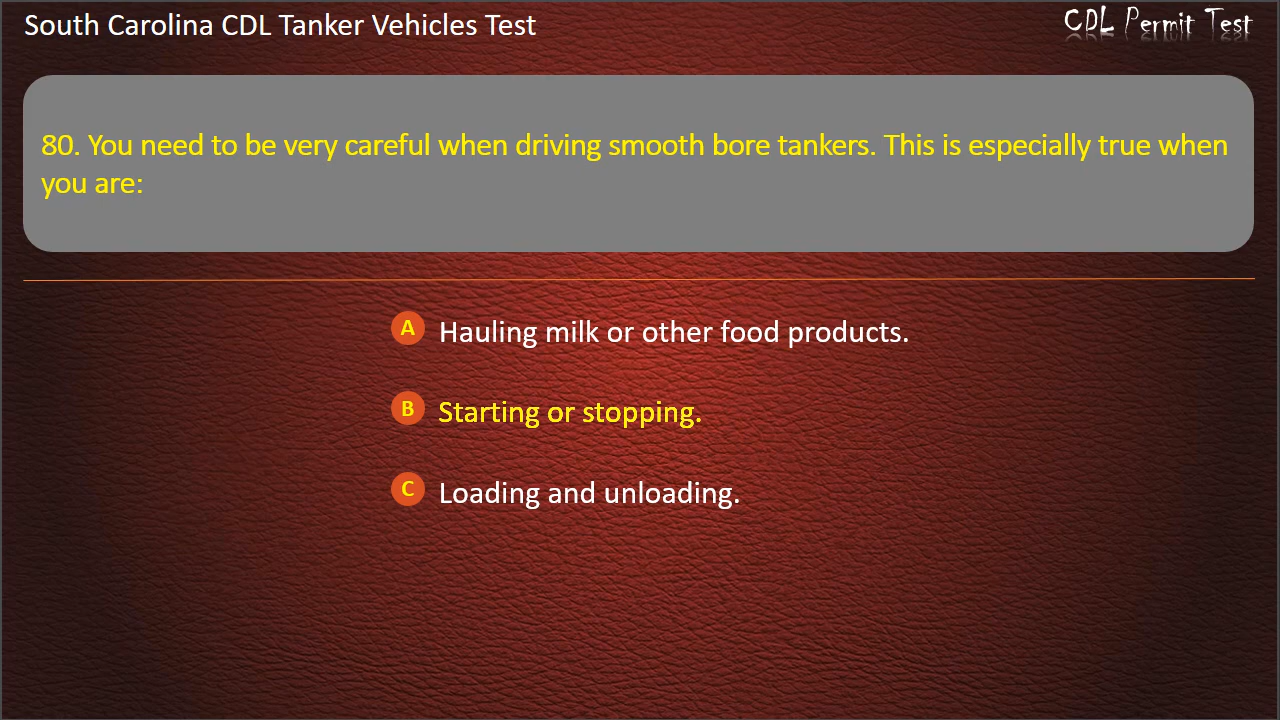 South Carolina CDL Tanker Vehicles Test
CDL Permit Test
80. You need to be very careful when driving smooth bore tankers. This is especially true when
you are:
A Hauling milk or other food products.
B Starting or stopping.
C Loading and unloading.